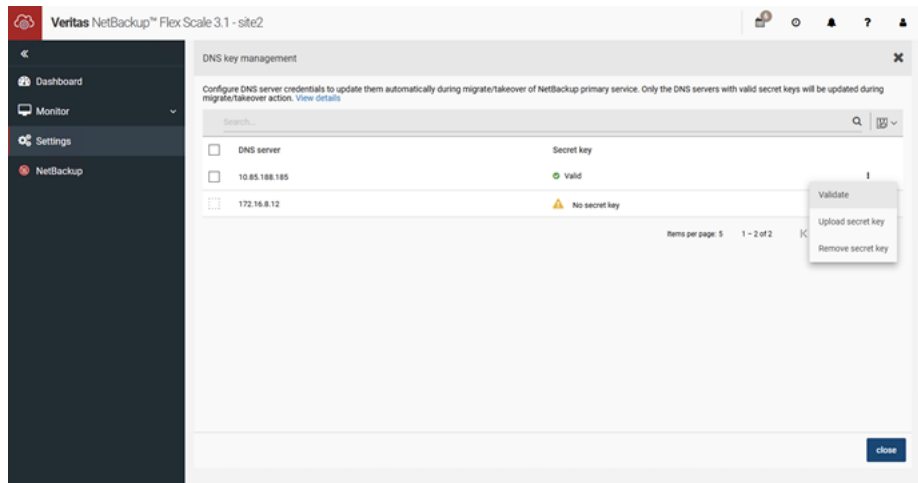 Veritas NetBackup™ Flex Scale 3.1 - site2
Dashboard
Monitor
Settings
NetBackup
DNS key management
Configure DNS server credentials to update them automatically during migrate/takeover of NetBackup primary service. Only the DNS servers with valid secret keys will be updated during
migrate/takeover action. View details
Search...
DNS server Secret key
10.85.188.185 Valid
172.16.8.12 No secret key
Validate
Upload secret key
Remove secret key
Items per page: 5 1 – 2 of 2
close